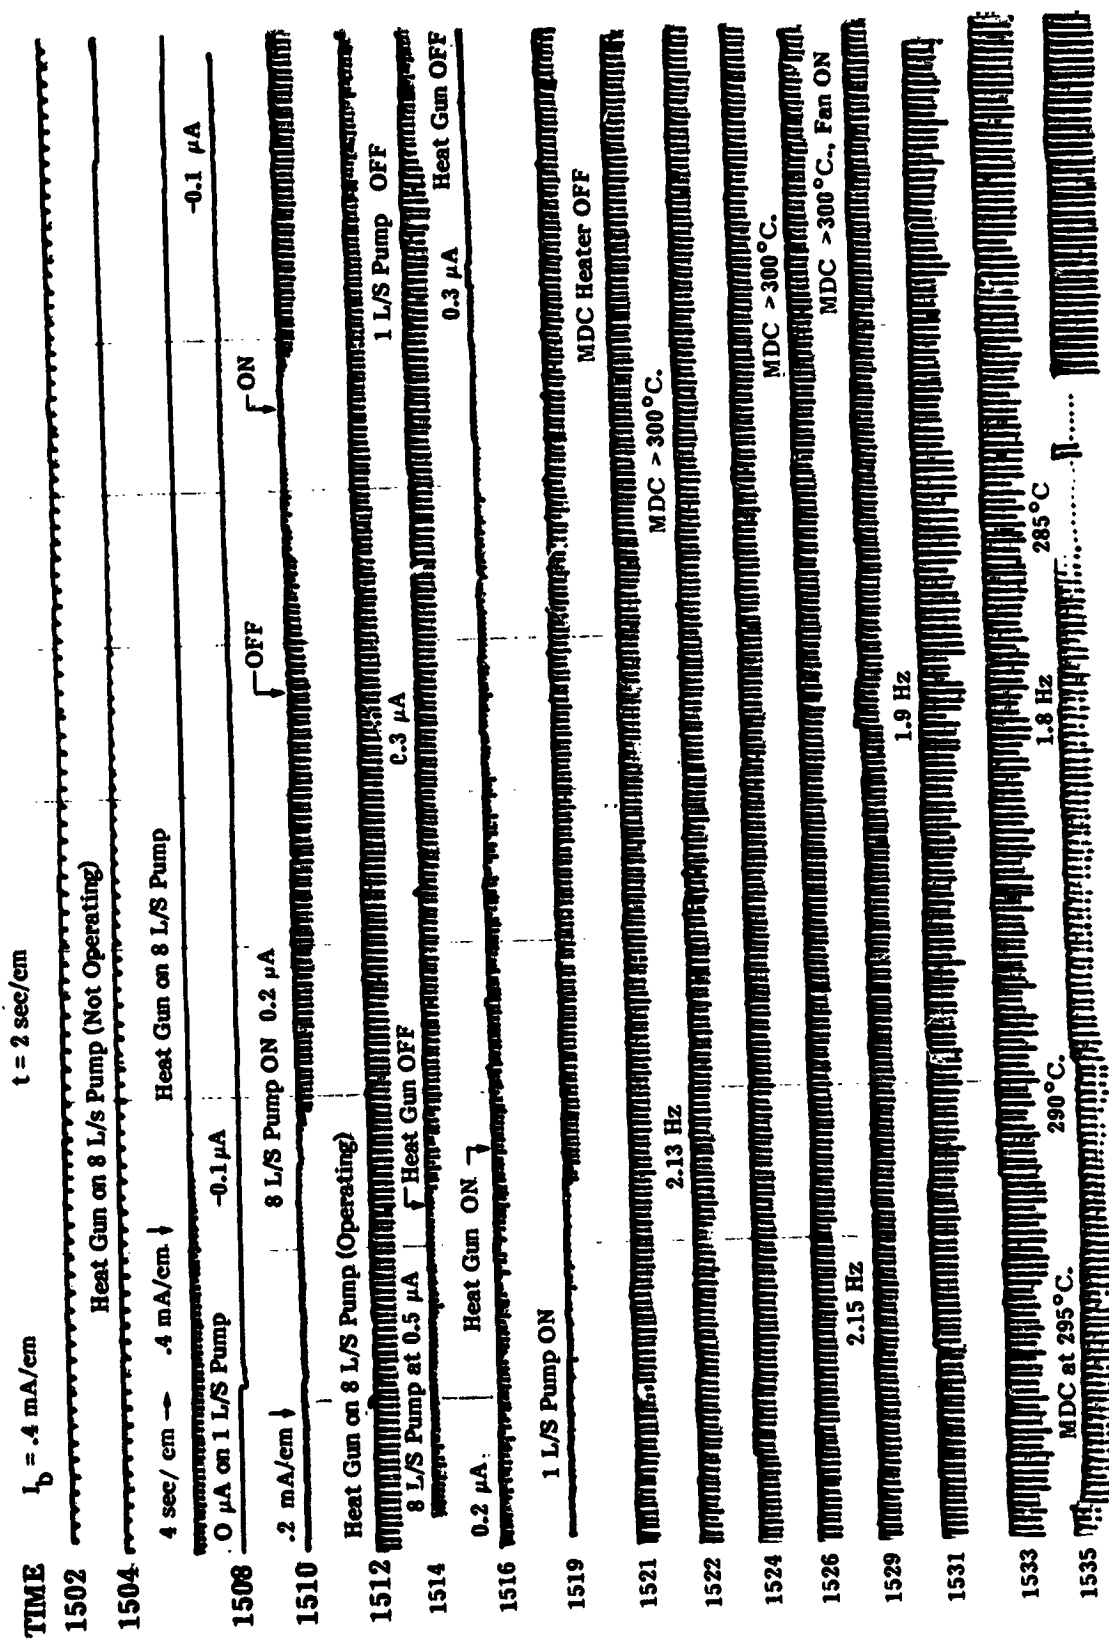 TIME I_b = .4 mA/cm t = 2 sec/cm
1502
Heat Gun on 8 L/s Pump (Not Operating)
1504
4 sec/ cm → .4 mA/cm ↓ Heat Gun on 8 L/S Pump
O μA on 1 L/S Pump -0.1 μA -0.1 μA
1508
.2 mA/cm ↓ 8 L/S Pump ON 0.2 μA OFF ON
1510
Heat Gun on 8 L/S Pump (Operating)
1512
8 L/S Pump at 0.5 μA Heat Gun OFF 0.3 μA 1 L/S Pump OFF
1514
0.2 μA Heat Gun ON 0.3 μA Heat Gun OFF
1516
1 L/S Pump ON
1519
MDC Heater OFF
1521
2.13 Hz MDC > 300°C.
1522
1524
MDC > 300°C.
1526
2.15 Hz MDC >300°C., Fan ON
1529
1.9 Hz
1531
1533
MDC at 295°C. 290°C. 1.8 Hz 285°C
1535